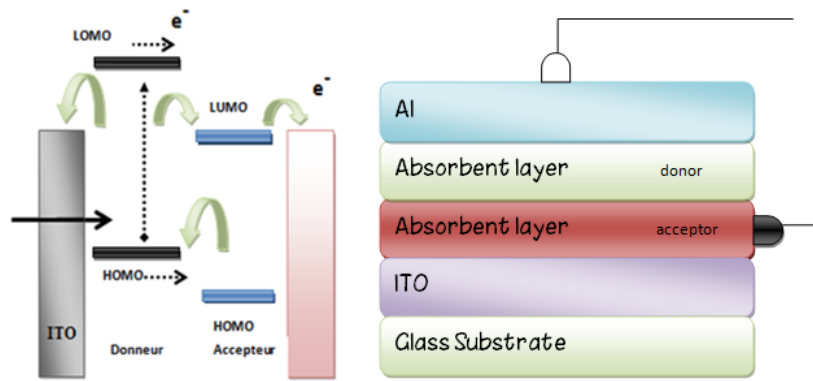 LOMO
e-
LUMO
e-
HOMO
HOMO
ITO
Donneur
Accepteur
Al
Absorbent layer donor
Absorbent layer acceptor
ITO
Glass Substrate